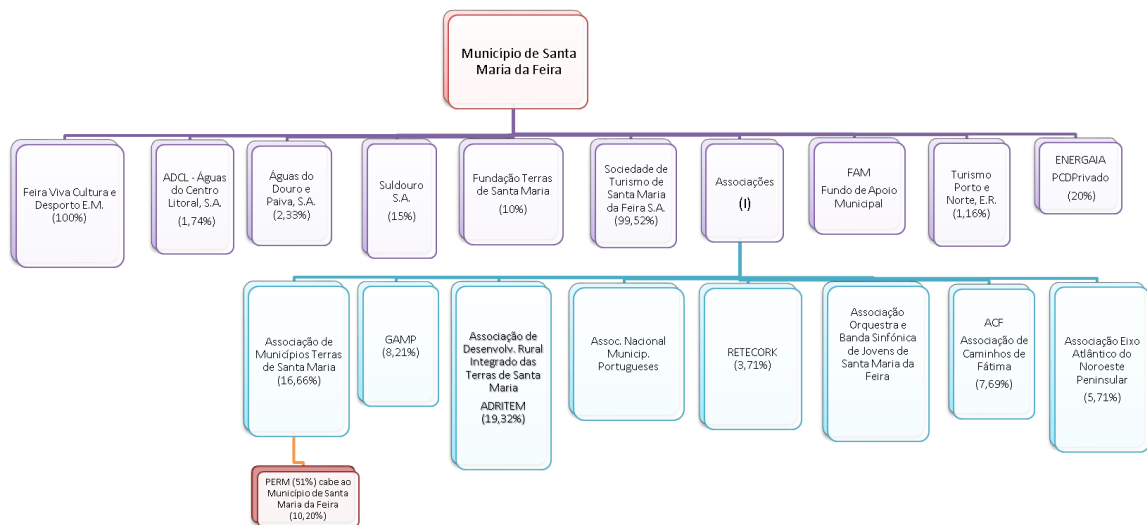 Município de Santa
Maria da Feira
Feira Viva Cultura e
Desporto E.M.
(100%)
ADCL - Águas
do Centro
Litoral, S.A.
(1,74%)
Águas do
Douro e
Paiva, S.A.
(2,33%)
Suldouro
S.A.
(15%)
Fundação Terras
de Santa Maria
(10%)
Sociedade de
Turismo de
Santa Maria
da Feira S.A.
(99,52%)
Associações
(I)
FAM
Fundo de Apoio
Municipal
Turismo
Porto e
Norte, E.R.
(1,16%)
ENERGAIA
PCDPrivado
(20%)
Associação de
Municípios Terras
de Santa Maria
(16,66%)
GAMP
(8,21%)
Associação de
Desenvolv. Rural
Integrado das
Terras de Santa
Maria
ADRITEM
(19,32%)
Assoc. Nacional
Municip.
Portugueses
RETECORK
(3,71%)
Associação
Orquestra e
Banda Sinfónica
de Jovens de
Santa Maria da
Feira
ACF
Associação de
Caminhos de
Fátima
(7,69%)
Associação Eixo
Atlântico do
Noroeste
Peninsular
(5,71%)
PERM (51%) cabe ao
Município de Santa
Maria da Feira
(10,20%)